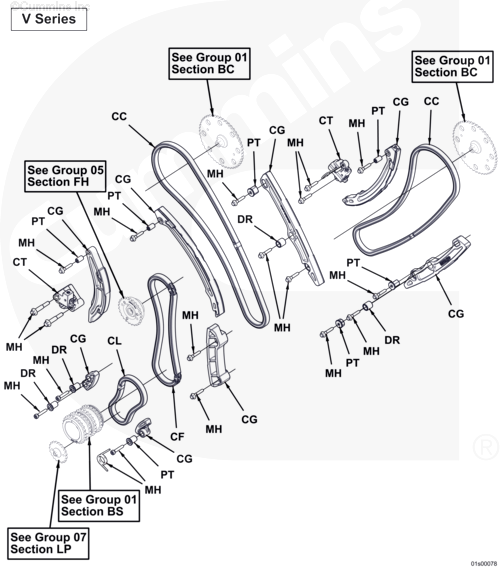 ©Cummins Inc
V Series
See Group 01
Section BC
See Group 01
Section BC
CC
CT
PT
CG
CC
MH
PT
CG
MH
MH
See Group 05
Section FH
CG
PT
MH
CG
PT
MH
CT
MH
DR
MH
PT
MH
CG
MH
PT
MH
DR
MH
CL
CG
DR
MH
DR
MH
CF
MH
CG
CG
PT
MH
See Group 01
Section BS
See Group 07
Section LP
cummins
®
01s00078